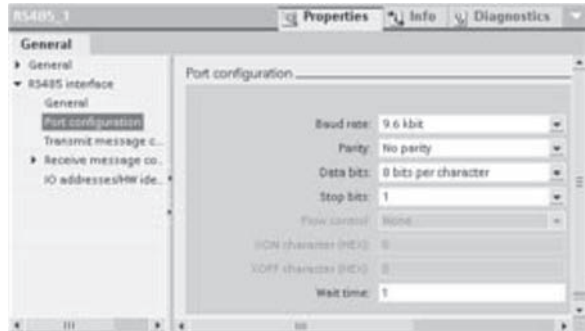 RS485_1
Properties
Info
Diagnostics
General
General
RS485 interface
General
Port configuration
Transmit message c...
Receive message co...
IO addresses/HW ide...
Port configuration
Baud rate: 9.6 kbit
Parity: No parity
Data bits: 8 bits per character
Stop bits: 1
Flow control: None
XON character (HEX): 0
XOFF character (HEX): 0
Wait time: 1